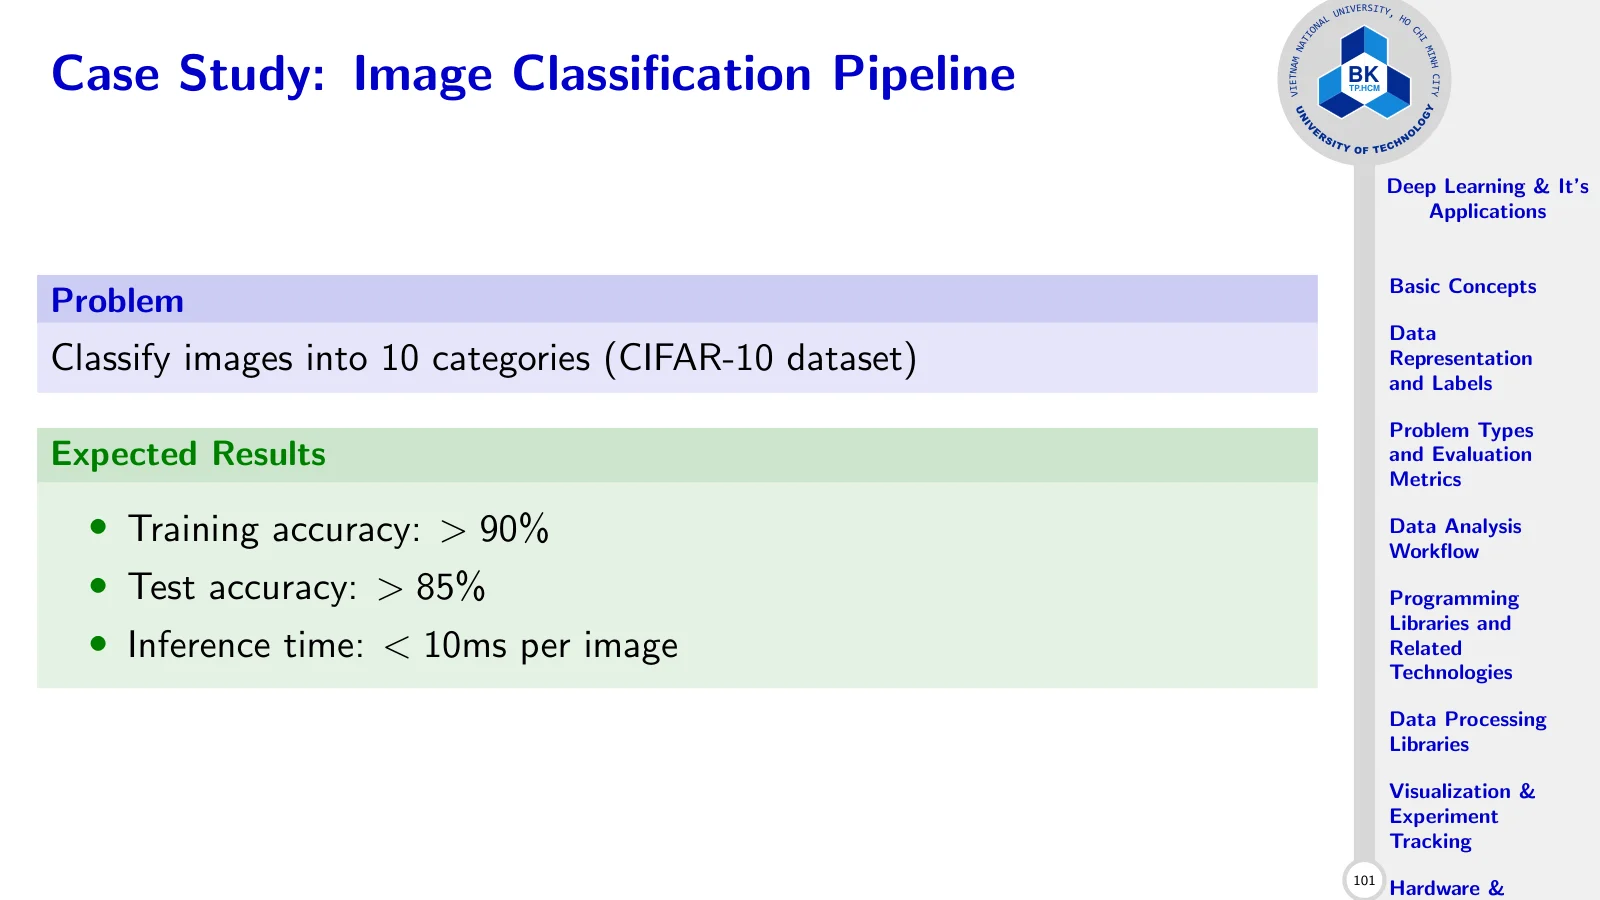 Case Study: Image Classification Pipeline
VIETNAM NATIONAL UNIVERSITY, HO CHI MINH CITY
BK
TP.HCM
UNIVERSITY OF TECHNOLOGY
Problem
Classify images into 10 categories (CIFAR-10 dataset)
Expected Results
• Training accuracy: > 90%
• Test accuracy: > 85%
• Inference time: < 10ms per image
Deep Learning & It's
Applications
Basic Concepts
Data
Representation
and Labels
Problem Types
and Evaluation
Metrics
Data Analysis
Workflow
Programming
Libraries and
Related
Technologies
Data Processing
Libraries
Visualization &
Experiment
Tracking
Hardware &
101